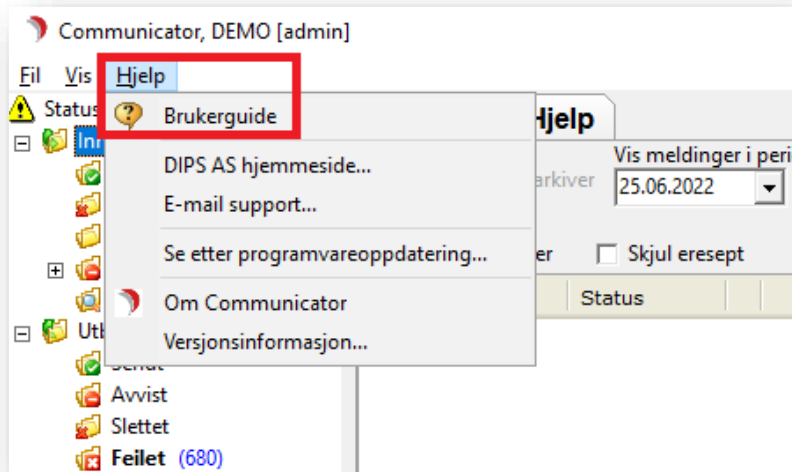 Communicator, DEMO [admin]
Fil Vis Hjelp
Status
Brukerguide
Hjelp
DIPS AS hjemmeside...
arkiver
Vis meldinger i peri
25.06.2022
E-mail support...
Se etter programvareoppdatering...
er
Skjul eresept
Om Communicator
Status
Versjonsinformasjon...
Avvist
Slettet
Feilet (680)